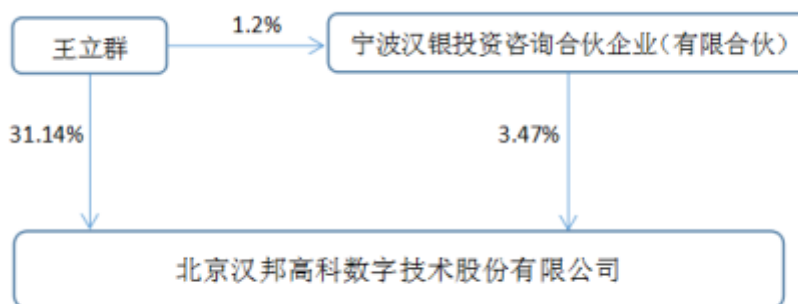 1.2%
王立群
宁波汉银投资咨询合伙企业（有限合伙）
31.14%
3.47%
北京汉邦高科数字技术股份有限公司